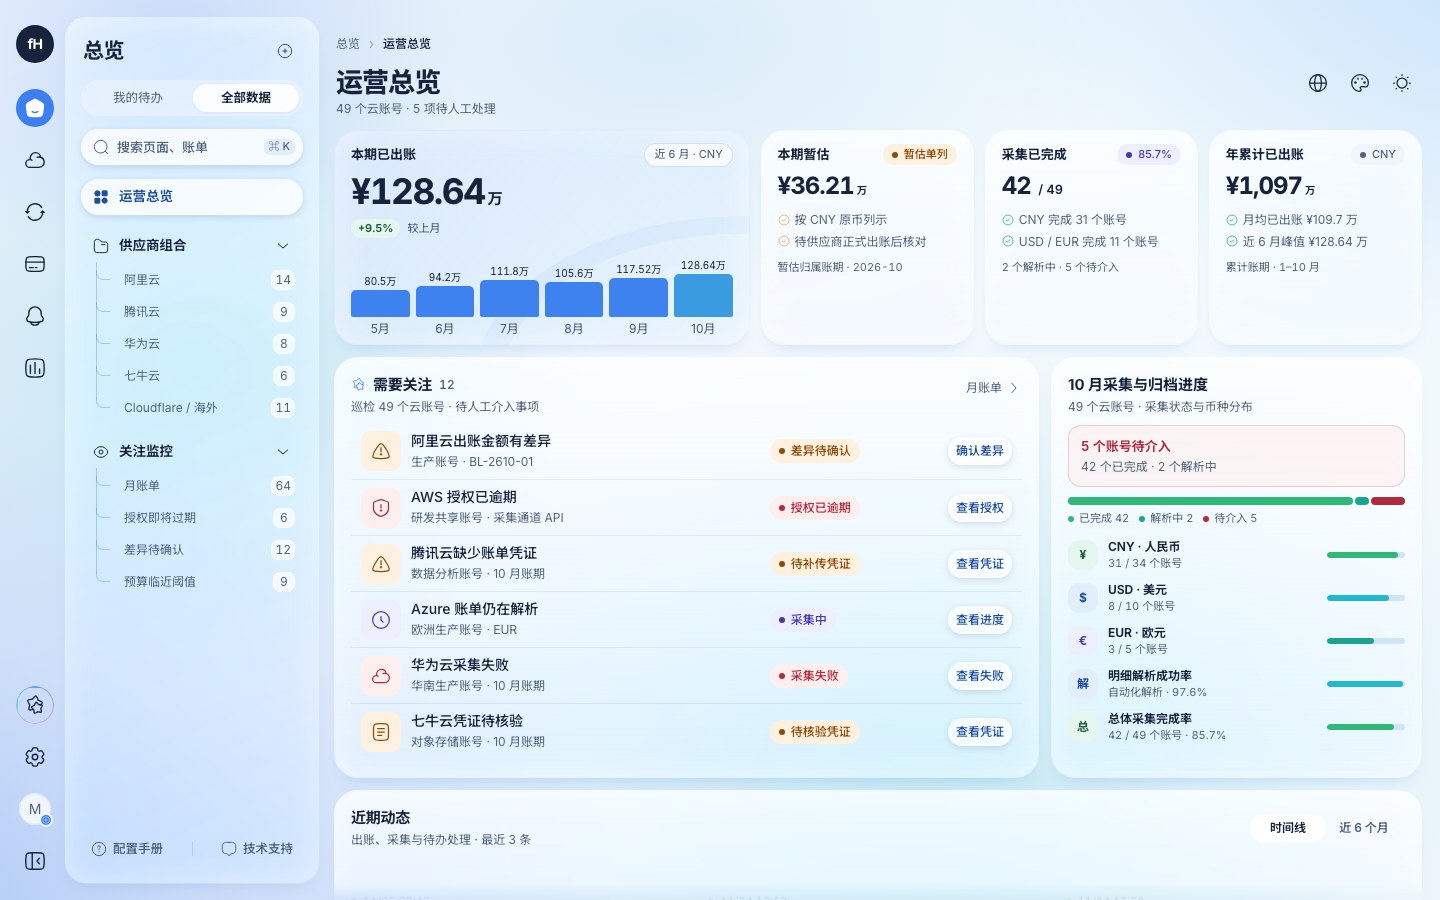 fH
总览
我的待办
全部数据
搜索页面、账单
⌘ K
运营总览
供应商组合
阿里云
14
腾讯云
9
华为云
8
七牛云
6
Cloudflare / 海外
11
关注监控
月账单
64
授权即将过期
6
差异待确认
12
预算临近阈值
9
M
配置手册
技术支持
总览 › 运营总览
运营总览
49 个云账号 · 5 项待人工处理
本期已出账
近 6 月 · CNY
¥128.64万
+9.5%
较上月
80.5万
94.2万
111.8万
105.6万
117.52万
128.64万
5月
6月
7月
8月
9月
10月
本期暂估
暂估单列
¥36.21万
按 CNY 原币列示
待供应商正式出账后核对
暂估归属账期 · 2026-10
采集已完成
85.7%
42 / 49
CNY 完成 31 个账号
USD / EUR 完成 11 个账号
2 个解析中 · 5 个待介入
年累计已出账
CNY
¥1,097万
月均已出账 ¥109.7 万
近 6 月峰值 ¥128.64 万
累计账期 · 1–10 月
需要关注 12
巡检 49 个云账号 · 待人工介入事项
月账单
阿里云出账金额有差异
生产账号 · BL-2610-01
差异待确认
确认差异
AWS 授权已逾期
研发共享账号 · 采集通道 API
授权已逾期
查看授权
腾讯云缺少账单凭证
数据分析账号 · 10 月账期
待补传凭证
查看凭证
Azure 账单仍在解析
欧洲生产账号 · EUR
采集中
查看进度
华为云采集失败
华南生产账号 · 10 月账期
采集失败
查看失败
七牛云凭证待核验
对象存储账号 · 10 月账期
待核验凭证
查看凭证
10 月采集与归档进度
49 个云账号 · 采集状态与币种分布
5 个账号待介入
42 个已完成 · 2 个解析中
已完成 42
解析中 2
待介入 5
¥
CNY · 人民币
31 / 34 个账号
$
USD · 美元
8 / 10 个账号
€
EUR · 欧元
3 / 5 个账号
解
明细解析成功率
自动化解析 · 97.6%
总
总体采集完成率
42 / 49 个账号 · 85.7%
近期动态
出账、采集与待办处理 · 最近 3 条
时间线
近 6 个月